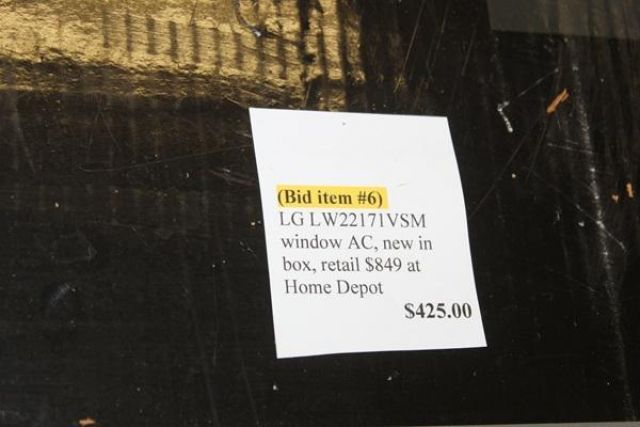 (Bid item #6)
LG LW22171VSM
window AC, new in
box, retail $849 at
Home Depot
$425.00